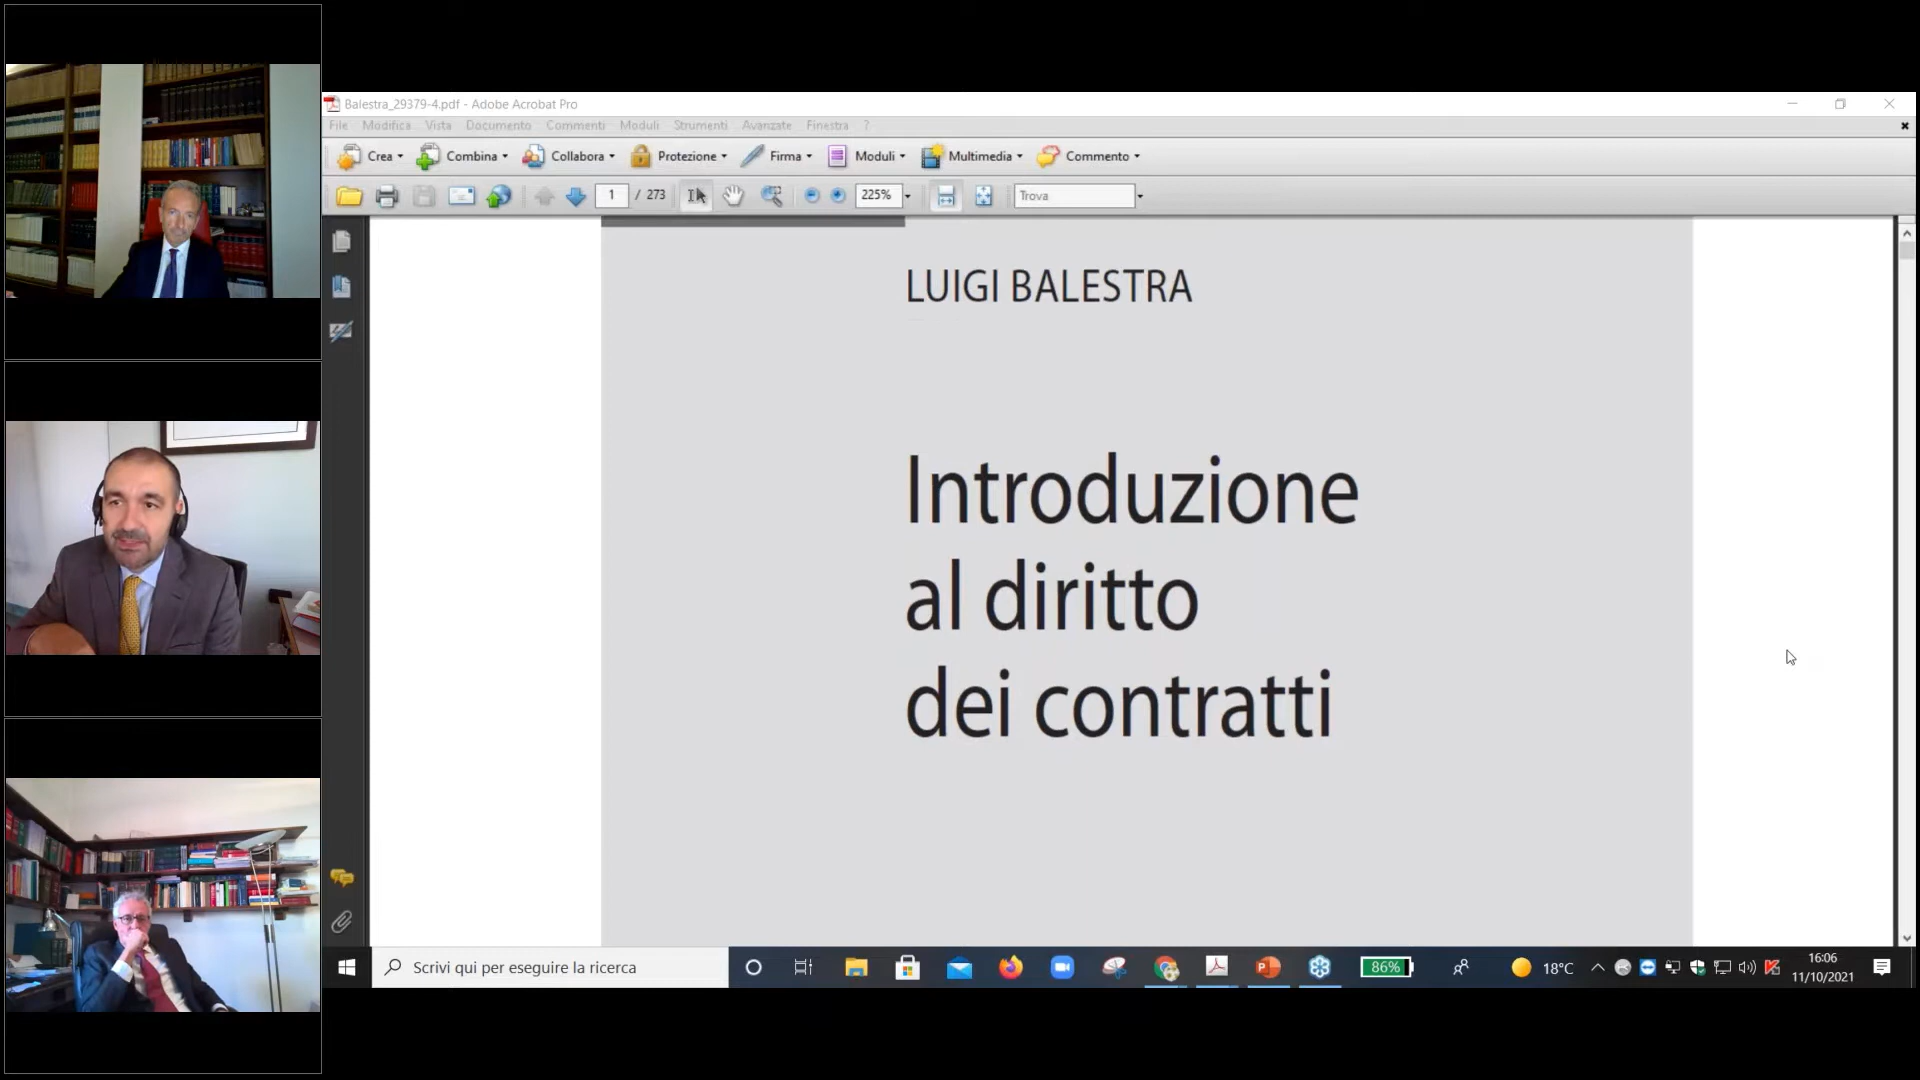 Balestra_29379-4.pdf - Adobe Acrobat Pro
File Modifica Vista Documento Commenti Moduli Strumenti Avanzate Finestra ?
Crea Combina Collabora Protezione Firma Moduli Multimedia Commento
1 / 273 225% Trova
LUIGI BALESTRA
Introduzione
al diritto
dei contratti
Scrivi qui per eseguire la ricerca
86%
18°C
16:06
11/10/2021